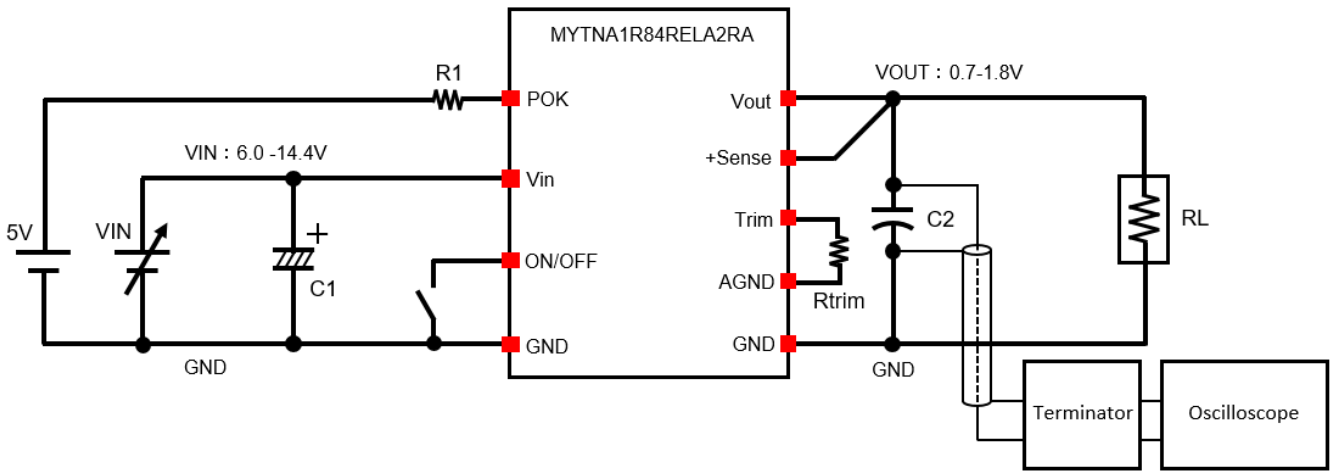 MYTNA1R84RELA2RA
R1
POK
Vout
VOUT：0.7-1.8V
VIN：6.0 -14.4V
Vin
+Sense
5V
VIN
+
C1
ON/OFF
Trim
C2
RL
AGND
Rtrim
GND
GND
GND
GND
Terminator
Oscilloscope